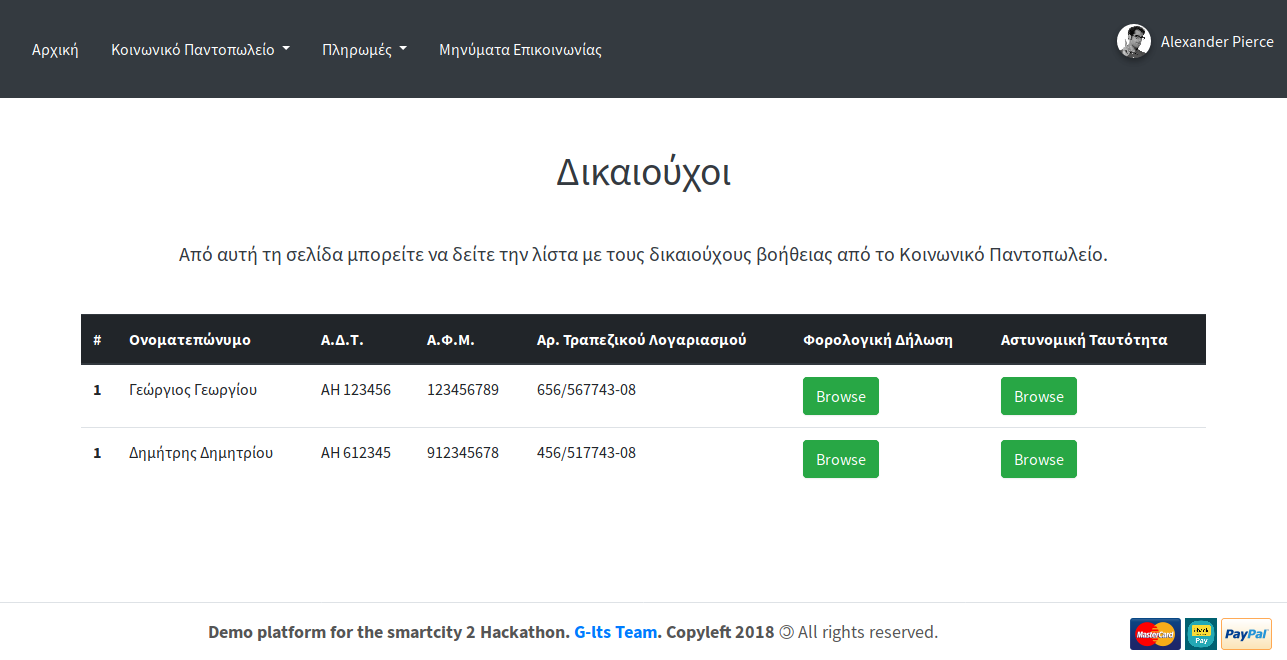 Αρχική Κοινωνικό Παντοπωλείο Πληρωμές Μηνύματα Επικοινωνίας Alexander Pierce
Δικαιούχοι
Από αυτή τη σελίδα μπορείτε να δείτε την λίστα με τους δικαιούχους βοήθειας από το Κοινωνικό Παντοπωλείο.
# Ονοματεπώνυμο Α.Δ.Τ. Α.Φ.Μ. Αρ. Τραπεζικού Λογαριασμού Φορολογική Δήλωση Αστυνομική Ταυτότητα
1 Γεώργιος Γεωργίου ΑΗ 123456 123456789 656/567743-08 Browse Browse
1 Δημήτρης Δημητρίου ΑΗ 612345 912345678 456/517743-08 Browse Browse
Demo platform for the smartcity 2 Hackathon. G-Its Team. Copyleft 2018 🄯 All rights reserved. MasterCard check Pay PayPal